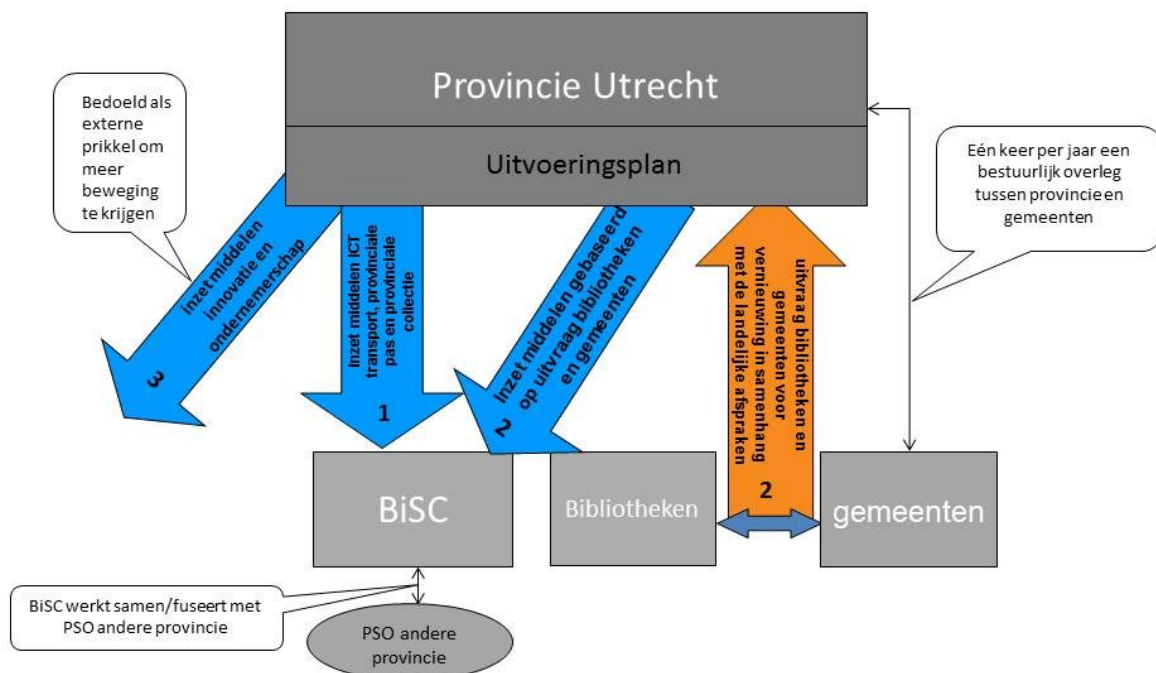 Provincie Utrecht
Uitvoeringsplan
Bedoeld als
externe
prikkel om
meer
beweging
te krijgen
Eén keer per jaar een
bestuurlijk overleg
tussen provincie en
gemeenten
inzet middelen
innovatie en
ondernemerschap
3
Inzet middelen ICT
transport, provinciale
pas en provinciale
collectie
1
Inzet middelen gebaseerd
op uitvraag bibliotheken
en gemeenten
2
uitvraag bibliotheken en
gemeenten voor
vernieuwing in samenhang
met de landelijke afspraken
2
BiSC
Bibliotheken
gemeenten
BiSC werkt samen/fuseert met
PSO andere provincie
PSO andere
provincie